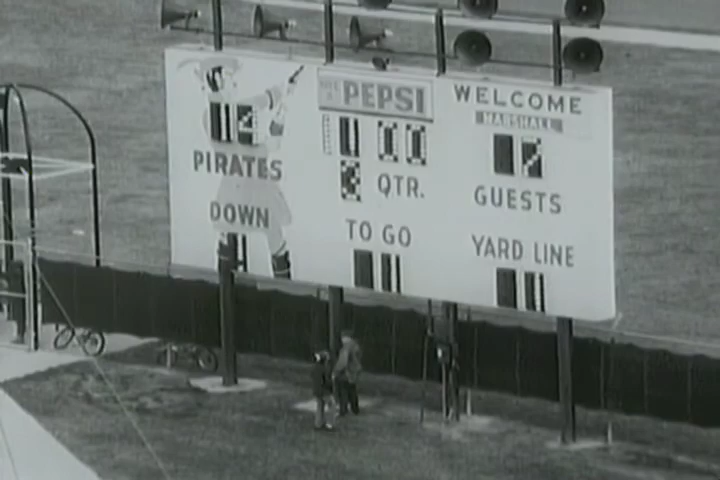 PEPSI
WELCOME
MARSHALL
PIRATES
QTR.
GUESTS
DOWN
TO GO
YARD LINE